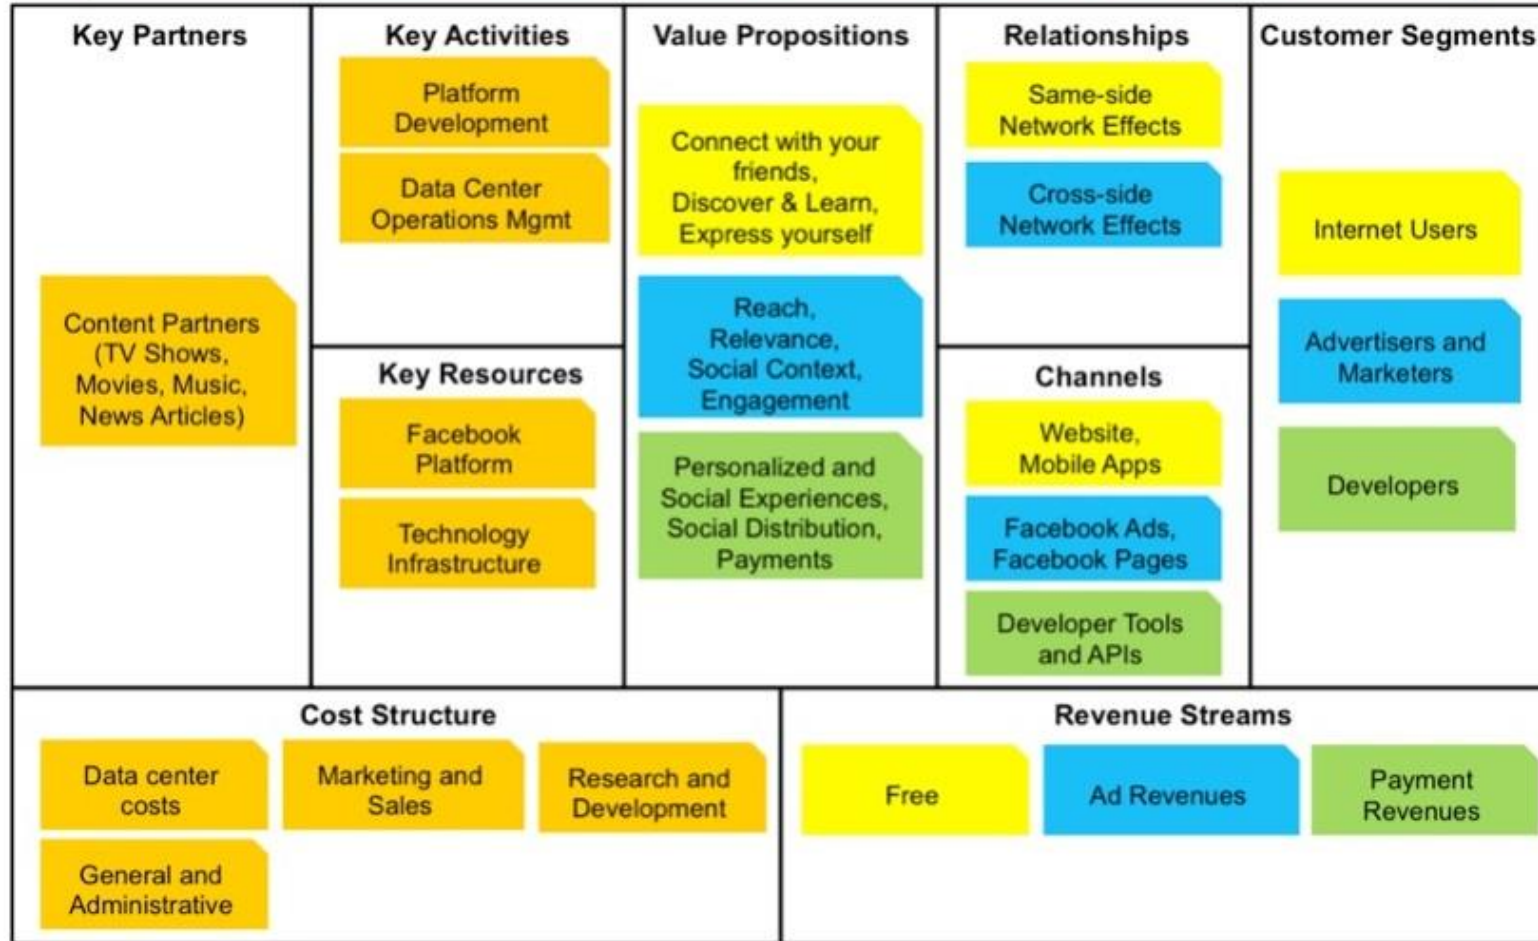 Key Partners
Content Partners
(TV Shows,
Movies, Music,
News Articles)
Key Activities
Platform
Development
Data Center
Operations Mgmt
Key Resources
Facebook
Platform
Technology
Infrastructure
Value Propositions
Connect with your
friends,
Discover & Learn,
Express yourself
Reach,
Relevance,
Social Context,
Engagement
Personalized and
Social Experiences,
Social Distribution,
Payments
Relationships
Same-side
Network Effects
Cross-side
Network Effects
Channels
Website,
Mobile Apps
Facebook Ads,
Facebook Pages
Developer Tools
and APIs
Customer Segments
Internet Users
Advertisers and
Marketers
Developers
Cost Structure
Data center
costs
Marketing and
Sales
Research and
Development
General and
Administrative
Revenue Streams
Free
Ad Revenues
Payment
Revenues